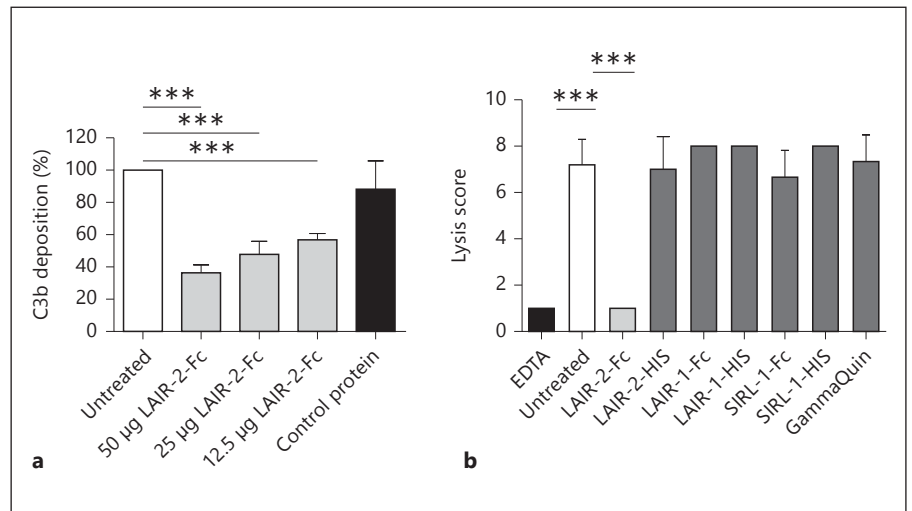 ***
***
***
120
100
80
60
40
20
0
C3b deposition (%)
Untreated
50 µg LAIR-2-Fc
25 µg LAIR-2-Fc
12.5 µg LAIR-2-Fc
Control protein
a
***
***
10
8
6
4
2
0
Lysis score
EDTA
Untreated
LAIR-2-Fc
LAIR-2-HIS
LAIR-1-Fc
LAIR-1-HIS
SIRL-1-Fc
SIRL-1-HIS
GammaQuin
b